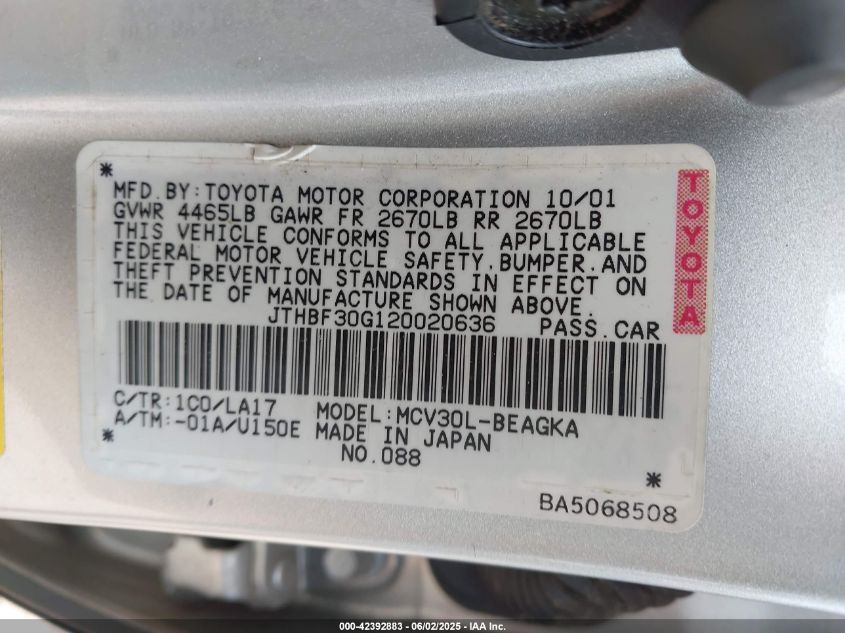 MFD.BY:TOYOTA MOTOR CORPORATION 10/01
GVWR 4465LB GAWR FR 2670LB RR 2670LB
THIS VEHICLE CONFORMS TO ALL APPLICABLE
FEDERAL MOTOR VEHICLE SAFETY,BUMPER,AND
THEFT PREVENTION STANDARDS IN EFFECT ON
THE DATE OF MANUFACTURE SHOWN ABOVE.
JTHBF30G120020636 PASS.CAR
TOYOTA
C/TR:1C0/LA17 MODEL:MCV30L-BEAGKA
A/TM:-01A/U150E MADE IN JAPAN
NO.088
BA5068508
000-42392883 - 06/02/2025 - IAA Inc.